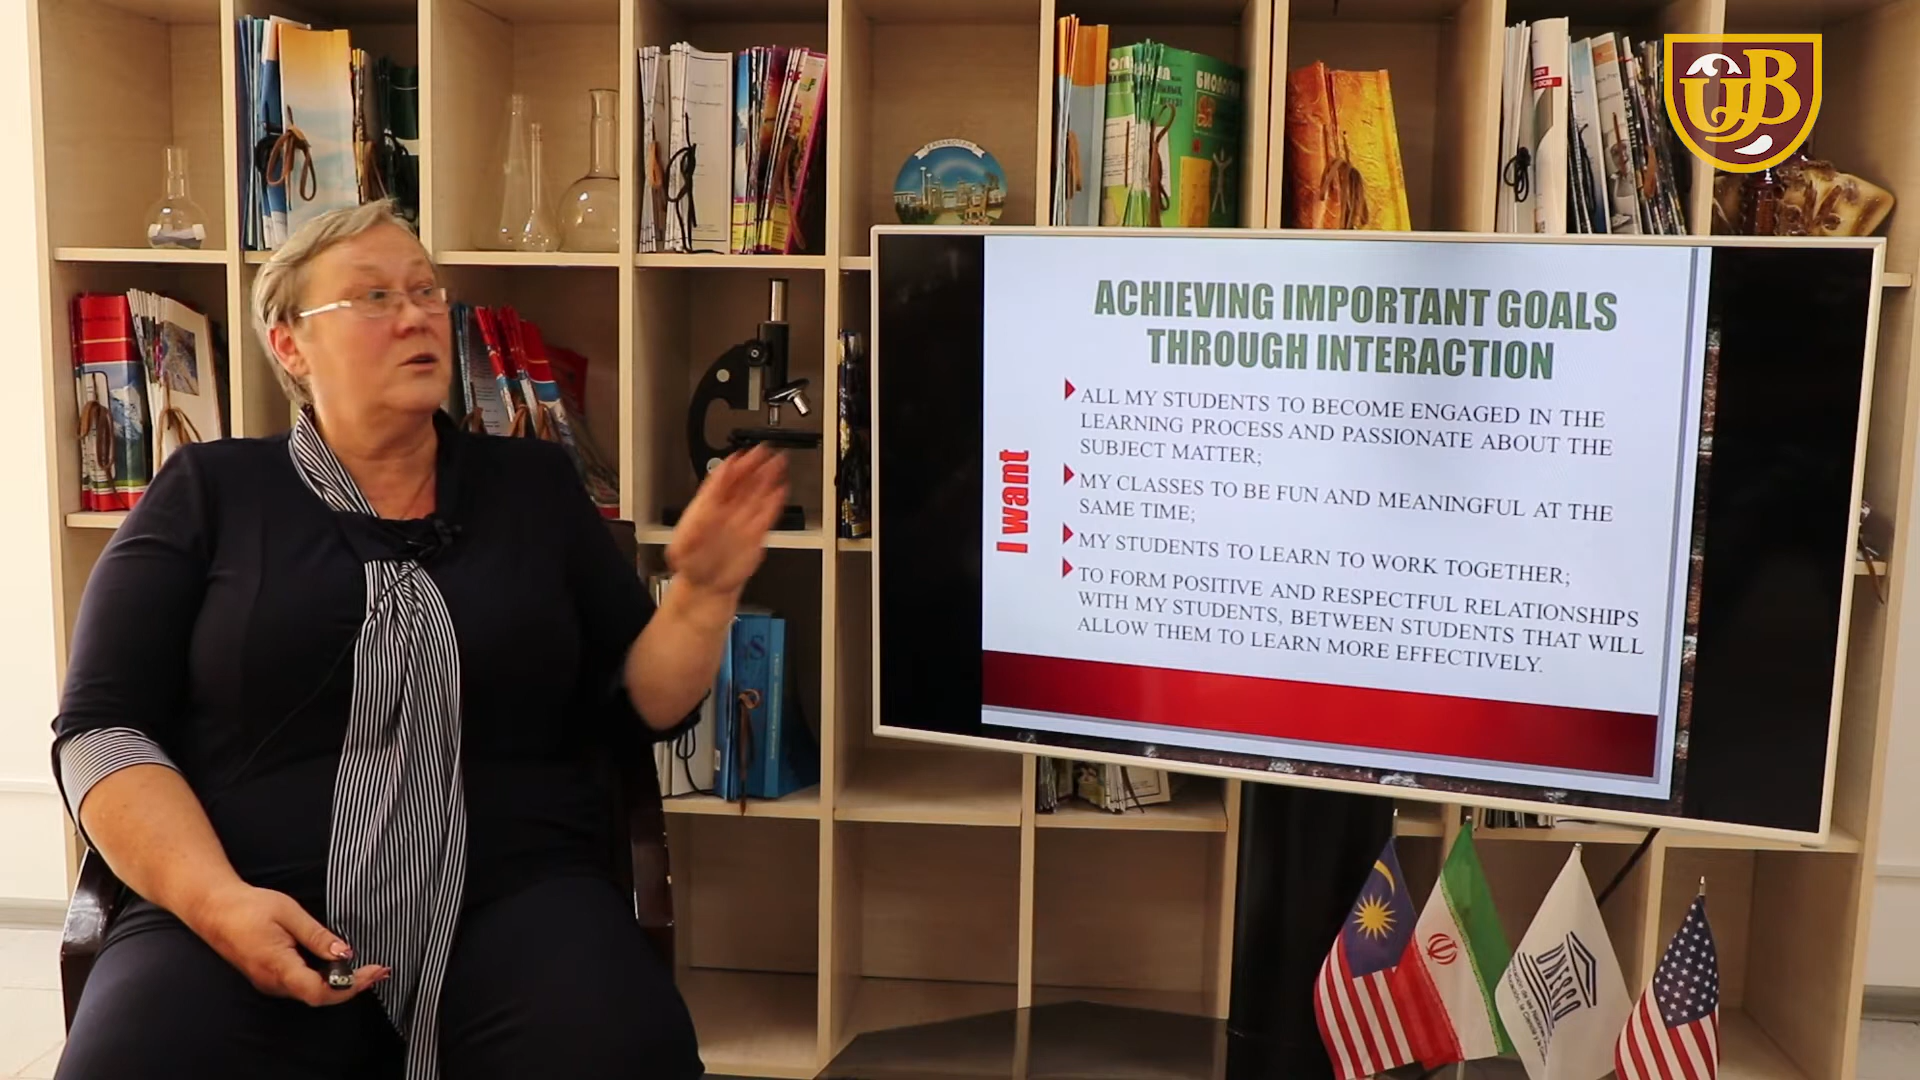 БИОЛОГИЯ
UB
ACHIEVING IMPORTANT GOALS
THROUGH INTERACTION
I want
ALL MY STUDENTS TO BECOME ENGAGED IN THE
LEARNING PROCESS AND PASSIONATE ABOUT THE
SUBJECT MATTER;
MY CLASSES TO BE FUN AND MEANINGFUL AT THE
SAME TIME;
MY STUDENTS TO LEARN TO WORK TOGETHER;
TO FORM POSITIVE AND RESPECTFUL RELATIONSHIPS
WITH MY STUDENTS, BETWEEN STUDENTS THAT WILL
ALLOW THEM TO LEARN MORE EFFECTIVELY.
UNESCO